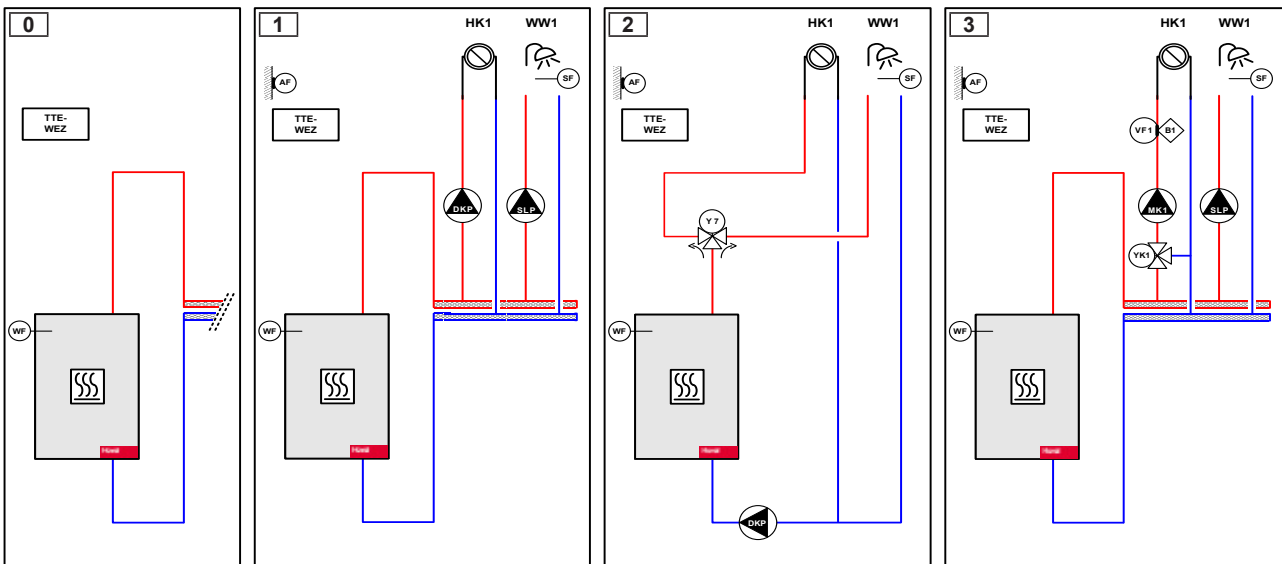 0
TTE-
WEZ
WF
1
HK1
WW1
AF
SF
TTE-
WEZ
DKP
SLP
WF
2
HK1
WW1
AF
SF
TTE-
WEZ
Y7
WF
DKP
3
HK1
WW1
AF
SF
TTE-
WEZ
VF1
B1
MK1
SLP
YK1
WF